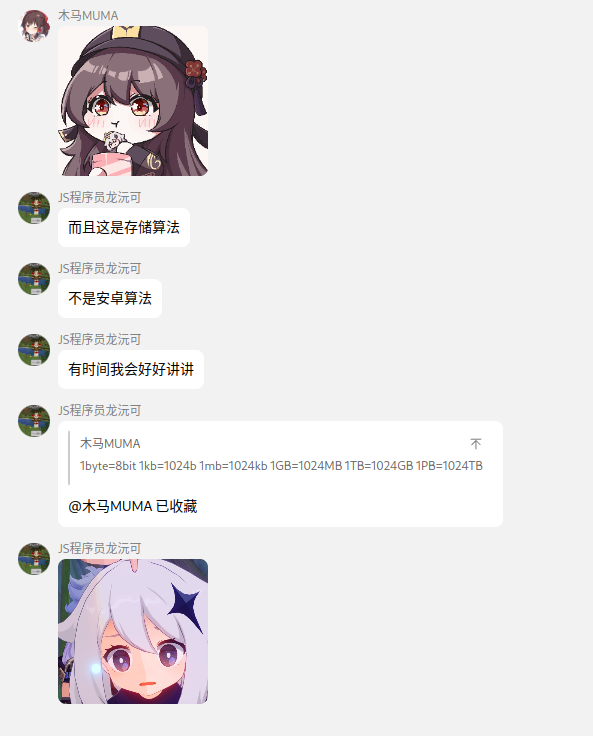 木马MUMA
JS程序员龙沅可
而且这是存储算法
JS程序员龙沅可
不是安卓算法
JS程序员龙沅可
有时间我会好好讲讲
JS程序员龙沅可
木马MUMA
1byte=8bit 1kb=1024b 1mb=1024kb 1GB=1024MB 1TB=1024GB 1PB=1024TB
@木马MUMA 已收藏
JS程序员龙沅可